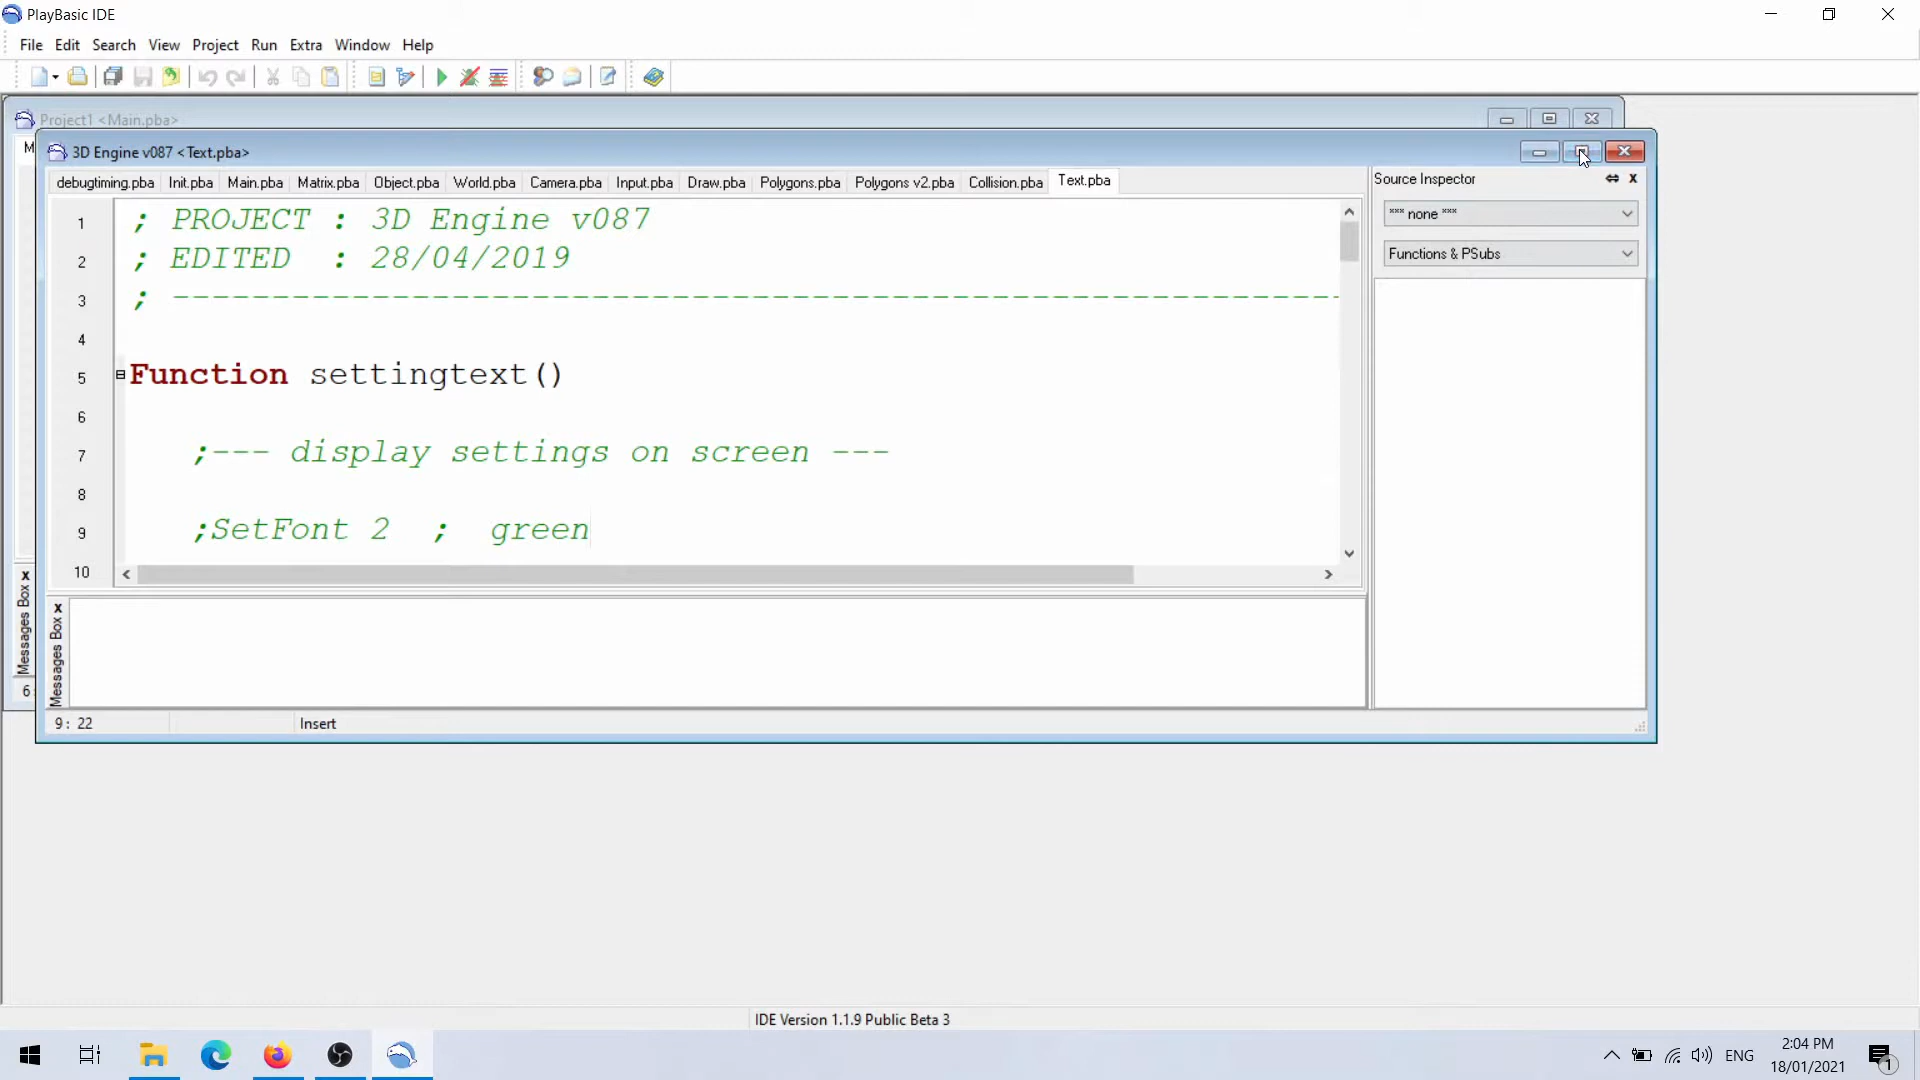 PlayBasic IDE
File Edit Search View Project Run Extra Window Help
Project1 <Main.pba>
M
3D Engine v087 <Text.pba>
debugtiming.pba Init.pba Main.pba Matrix.pba Object.pba World.pba Camera.pba Input.pba Draw.pba Polygons.pba Polygons v2.pba Collision.pba Text.pba
Source Inspector
*** none ***
Functions & PSubs
1 ; PROJECT : 3D Engine v087
2 ; EDITED : 28/04/2019
3 ; -----------------------------------------------------------
4
5 Function settingtext()
6
7 ;--- display settings on screen ---
8
9 ;SetFont 2 ; green
10
Messages Box
Messages Box
6:
9: 22 Insert
IDE Version 1.1.9 Public Beta 3
ENG
2:04 PM
18/01/2021
1